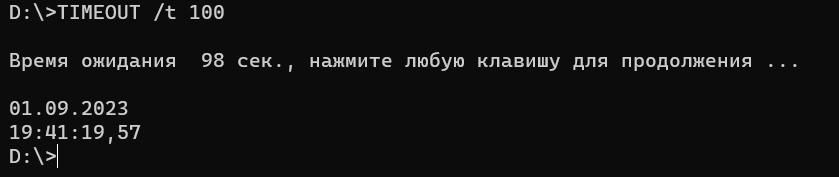 D:\>TIMEOUT /t 100
Время ожидания  98 сек., нажмите любую клавишу для продолжения ...
01.09.2023
19:41:19,57
D:\>